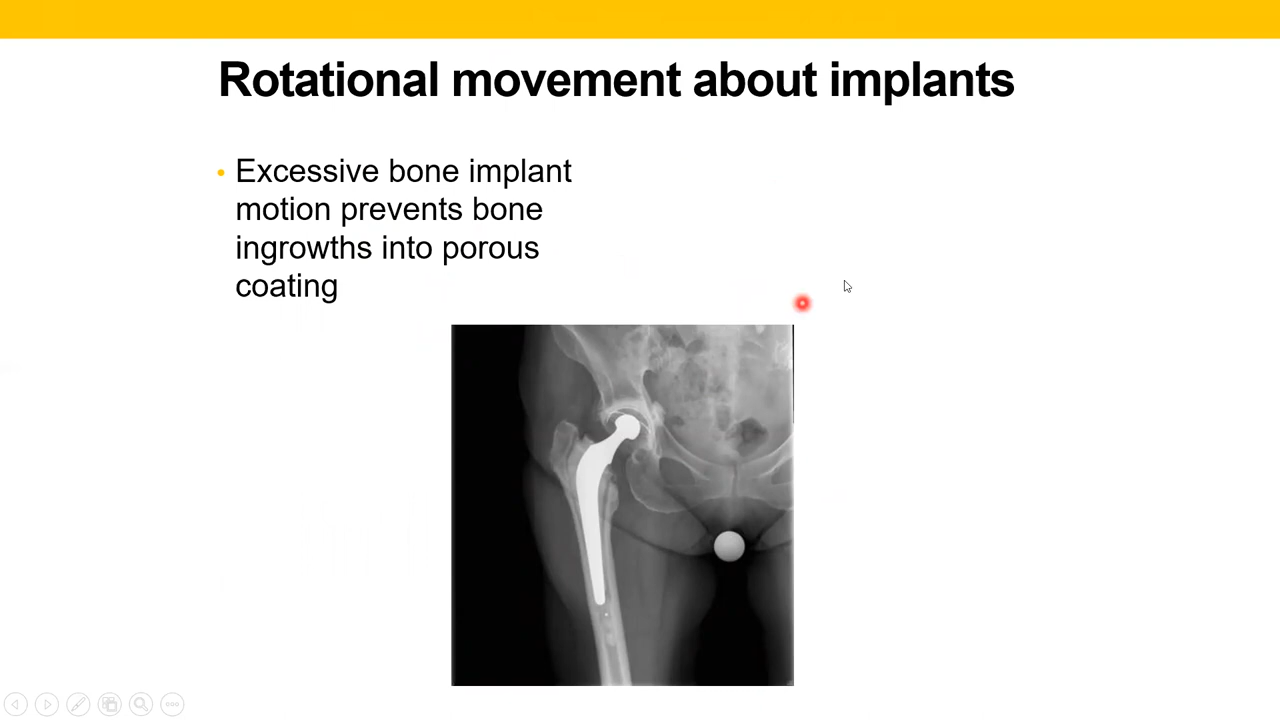 Rotational movement about implants
• Excessive bone implant
motion prevents bone
ingrowths into porous
coating